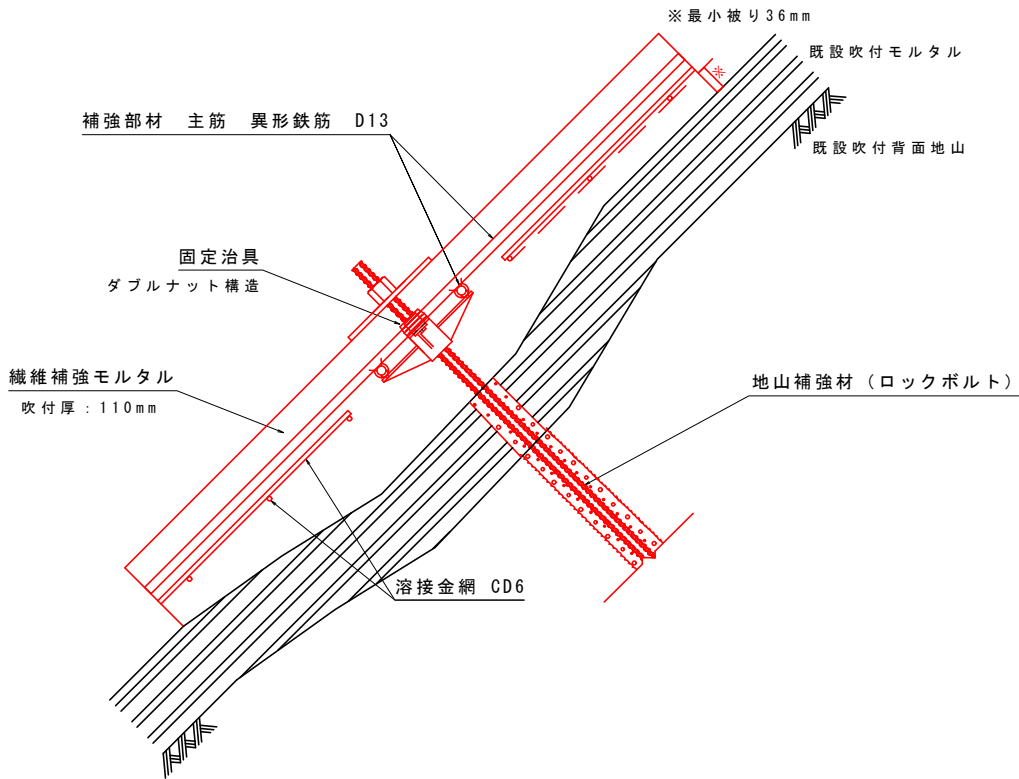 ※最小被り36mm
既設吹付モルタル
※
補強部材　主筋　異形鉄筋　D13
既設吹付背面地山
固定治具
ダブルナット構造
繊維補強モルタル
吹付厚：110mm
地山補強材（ロックボルト）
溶接金網 CD6